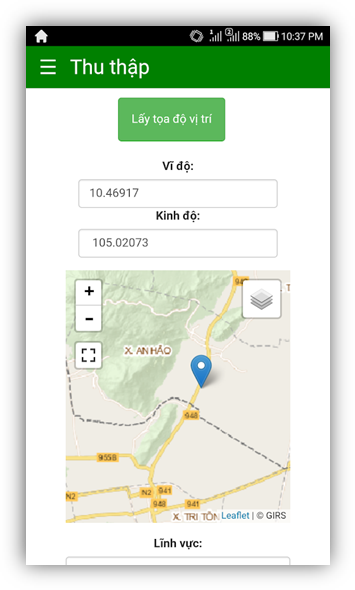 88% 10:37 PM
Thu thập
Lấy tọa độ vị trí
Vĩ độ:
10.46917
Kinh độ:
105.02073
+
-
X. AN HẢO
948
955B
N2 941
948 941
X. TRI TÔN
Leaflet | © GIRS
Lĩnh vực: